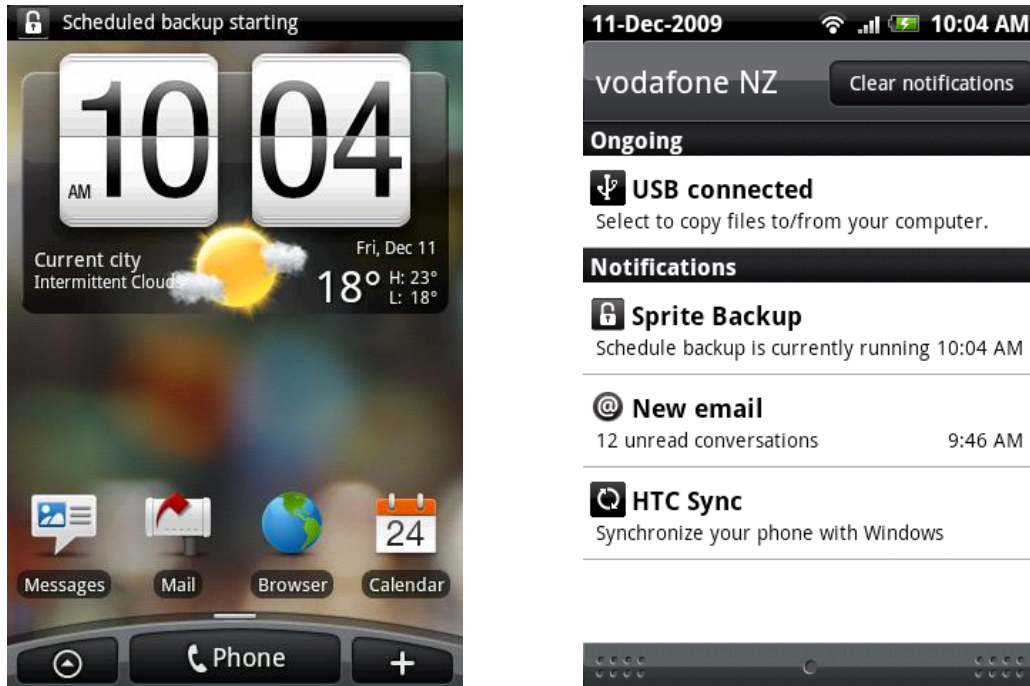 Scheduled backup starting
10 04
AM
Current city
Intermittent Clouds
Fri, Dec 11
18° H: 23°
L: 18°
24
Messages Mail Browser Calendar
Phone
11-Dec-2009 10:04 AM
vodafone NZ Clear notifications
Ongoing
USB connected
Select to copy files to/from your computer.
Notifications
Sprite Backup
Schedule backup is currently running 10:04 AM
New email
12 unread conversations 9:46 AM
HTC Sync
Synchronize your phone with Windows